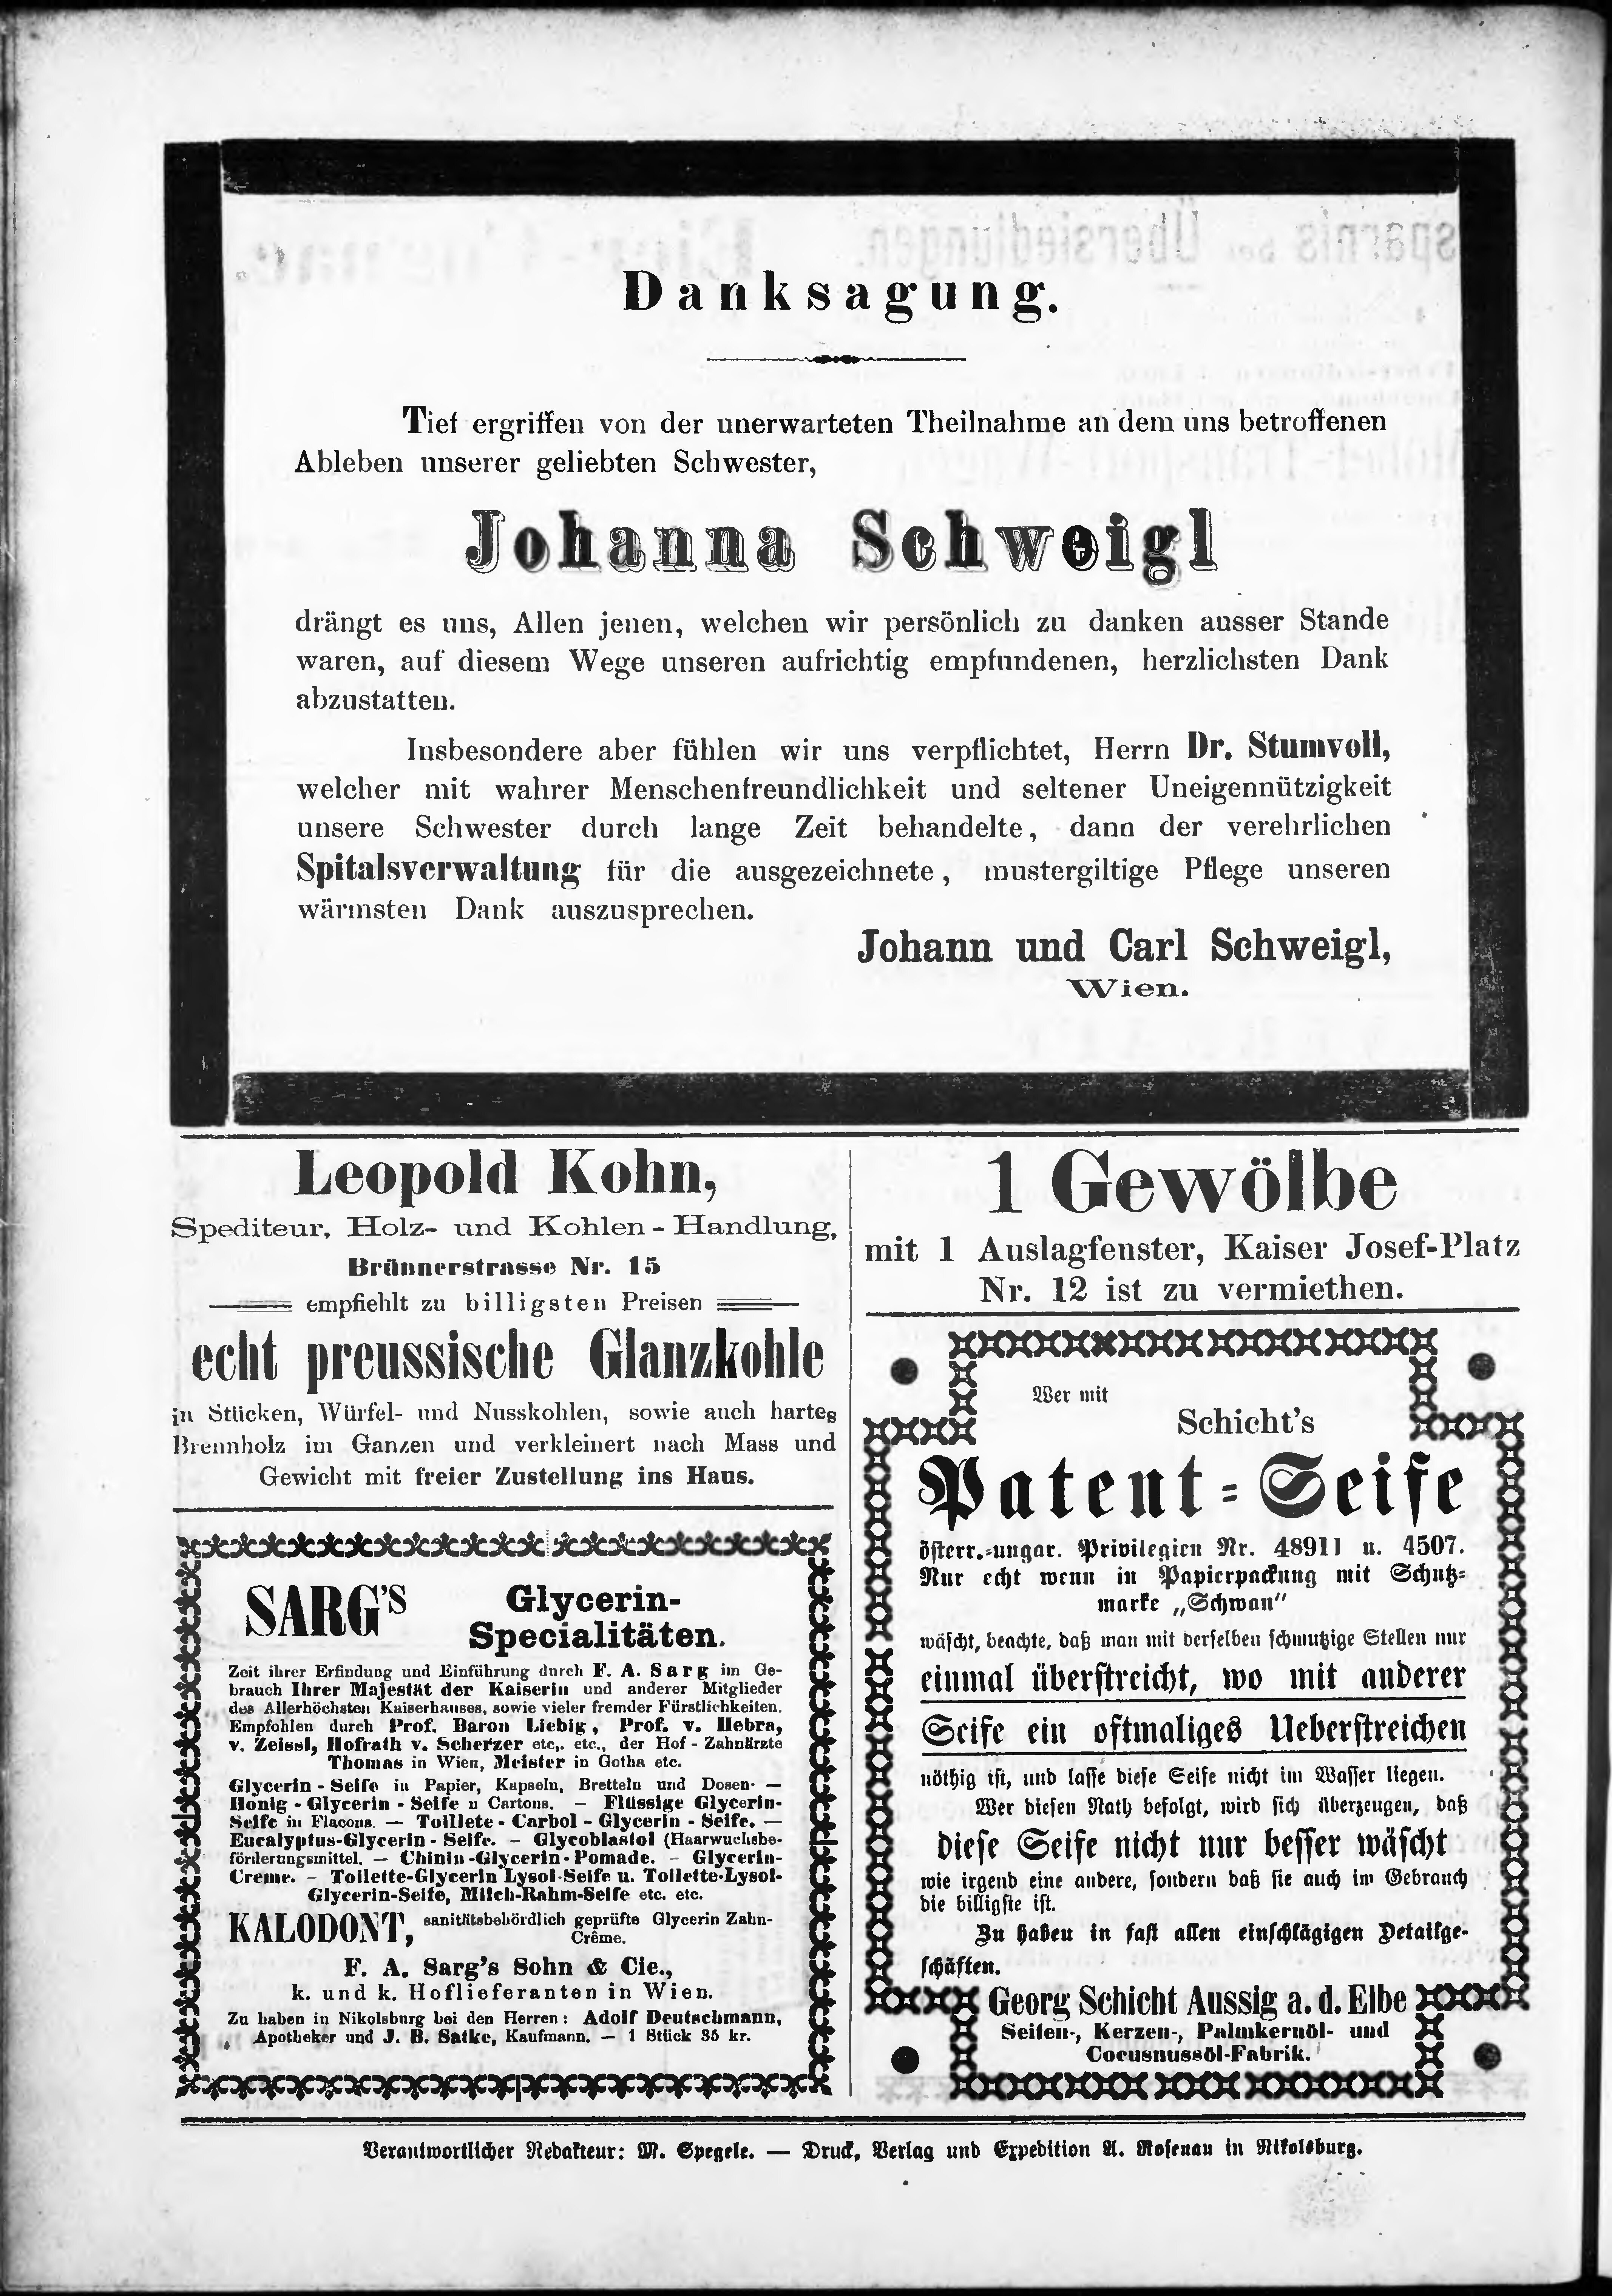 Danksagung.
Tief ergriffen von der unerwarteten Theilnahme an dem uns betroffenen
Ableben unserer geliebten Schwester,
Johanna Schweigl
drängt es uns, Allen jenen, welchen wir persönlich zu danken ausser Stande
waren, auf diesem Wege unseren aufrichtig empfundenen, herzlichsten Dank
abzustatten.
Insbesondere aber fühlen wir uns verpflichtet, Herrn Dr. Stumvoll,
welcher mit wahrer Menschenfreundlichkeit und seltener Uneigennützigkeit
unsere Schwester durch lange Zeit behandelte, dann der verehrlichen
Spitalsverwaltung für die ausgezeichnete, mustergiltige Pflege unseren
wärmsten Dank auszusprechen.
Johann und Carl Schweigl,
Wien.
Leopold Kohn,
Spediteur, Holz- und Kohlen-Handlung,
Brünnerstrasse Nr. 15
empfiehlt zu billigsten Preisen
echt preussische Glanzkohle
in Stücken, Würfel- und Nusskohlen, sowie auch hartes
Brennholz im Ganzen und verkleinert nach Mass und
Gewicht mit freier Zustellung ins Haus.
SARG'S Glycerin-
Specialitäten.
Zeit ihrer Erfindung und Einführung durch F. A. Sarg im Ge-
brauch Ihrer Majestät der Kaiserin und anderer Mitglieder
des Allerhöchsten Kaiserhauses, sowie vieler fremder Fürstlichkeiten.
Empfohlen durch Prof. Baron Liebig, Prof. v. Hebra,
v. Zeissl, Hofrath v. Scherzer etc,. etc., der Hof-Zahnärzte
Thomas in Wien, Meister in Gotha etc.
Glycerin-Seife in Papier, Kapseln, Bretteln und Dosen- —
Honig-Glycerin-Seife u Cartons. — Flüssige Glycerin-
Seife in Flacons. — Toillete-Carbol-Glycerin-Seife. —
Eucalyptus-Glycerin-Seife. — Glycoblastol (Haarwuchsbe-
förderungsmittel. — Chinin-Glycerin-Pomade. — Glycerin-
Creme. — Toilette-Glycerin Lysol-Seife u. Toilette-Lysol-
Glycerin-Seife, Milch-Rahm-Seife etc. etc.
KALODONT, sanitätsbehördlich geprüfte Glycerin Zahn-
Crême.
F. A. Sarg's Sohn & Cie.,
k. und k. Hoflieferanten in Wien.
Zu haben in Nikolsburg bei den Herren: Adolf Deutschmann,
Apotheker und J. B. Satke, Kaufmann. — 1 Stück 35 kr.
1 Gewölbe
mit 1 Auslagfenster, Kaiser Josef-Platz
Nr. 12 ist zu vermiethen.
Wer mit
Schicht's
Patent-Seife
österr.-ungar. Privilegien Nr. 48911 u. 4507.
Nur echt wenn in Papierpackung mit Schutz-
marke „Schwan"
wäscht, beachte, daß man mit derselben schmutzige Stellen nur
einmal überstreicht, wo mit anderer
Seife ein oftmaliges Ueberstreichen
nöthig ist, und lasse diese Seife nicht im Wasser liegen.
Wer diesen Rath befolgt, wird sich überzeugen, daß
diese Seife nicht nur besser wäscht
wie irgend eine andere, sondern daß sie auch im Gebrauch
die billigste ist.
Zu haben in fast allen einschlägigen Detailge-
schäften.
Georg Schicht Aussig a. d. Elbe
Seifen-, Kerzen-, Palmkernöl- und
Cocusnussöl-Fabrik.
Verantwortlicher Redakteur: M. Spegele. — Druck, Verlag und Expedition A. Rosenau in Nikolsburg.